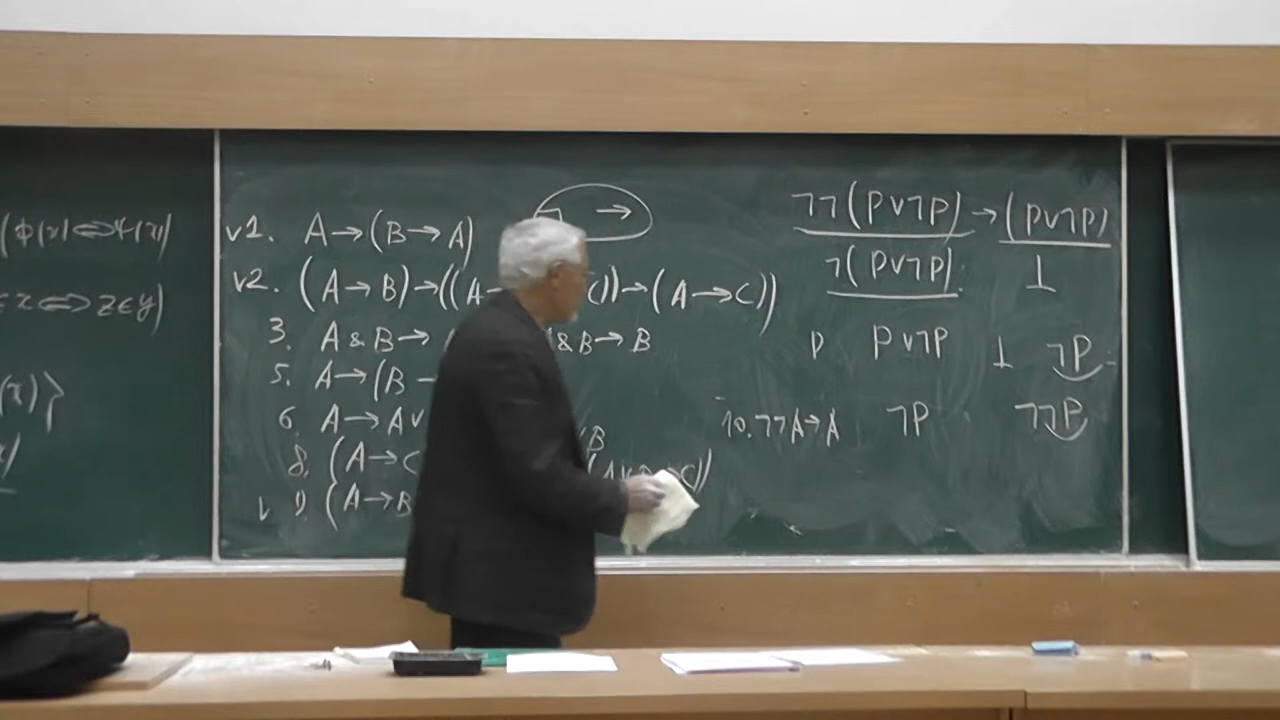 (ϕ(x) ⇔ Ψ(x)
∈ x ⇔ z ∈ y)
(x)⟩
v1. A → (B → A)
¬ →
v2. (A → B) → ((A → C)) → (A → C))
3. A & B → & B → B
5. A → (B →
6. A → A ∨
B
8. (A → C → C))
v 9. (A → B
¬¬(P ∨ ¬P) → (P ∨ ¬P)
¬(P ∨ ¬P) ⊥
P P ∨ ¬P ⊥ ¬P
10. ¬¬A → A ¬P ¬¬P